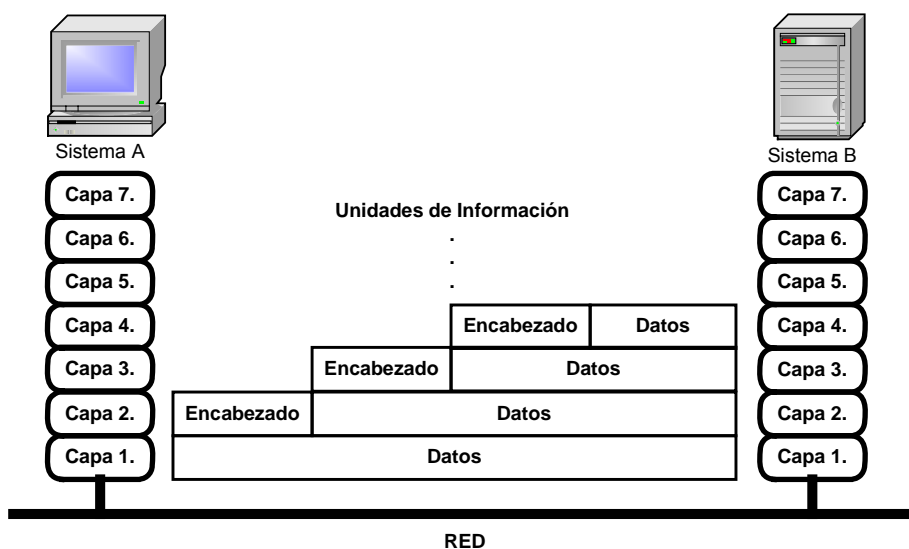 Sistema A
Sistema B
Capa 7.
Unidades de Información
Capa 7.
Capa 6.
.
Capa 6.
.
Capa 5.
.
Capa 5.
Capa 4.
Encabezado
Datos
Capa 4.
Capa 3.
Encabezado
Datos
Capa 3.
Capa 2.
Encabezado
Datos
Capa 2.
Capa 1.
Datos
Capa 1.
RED